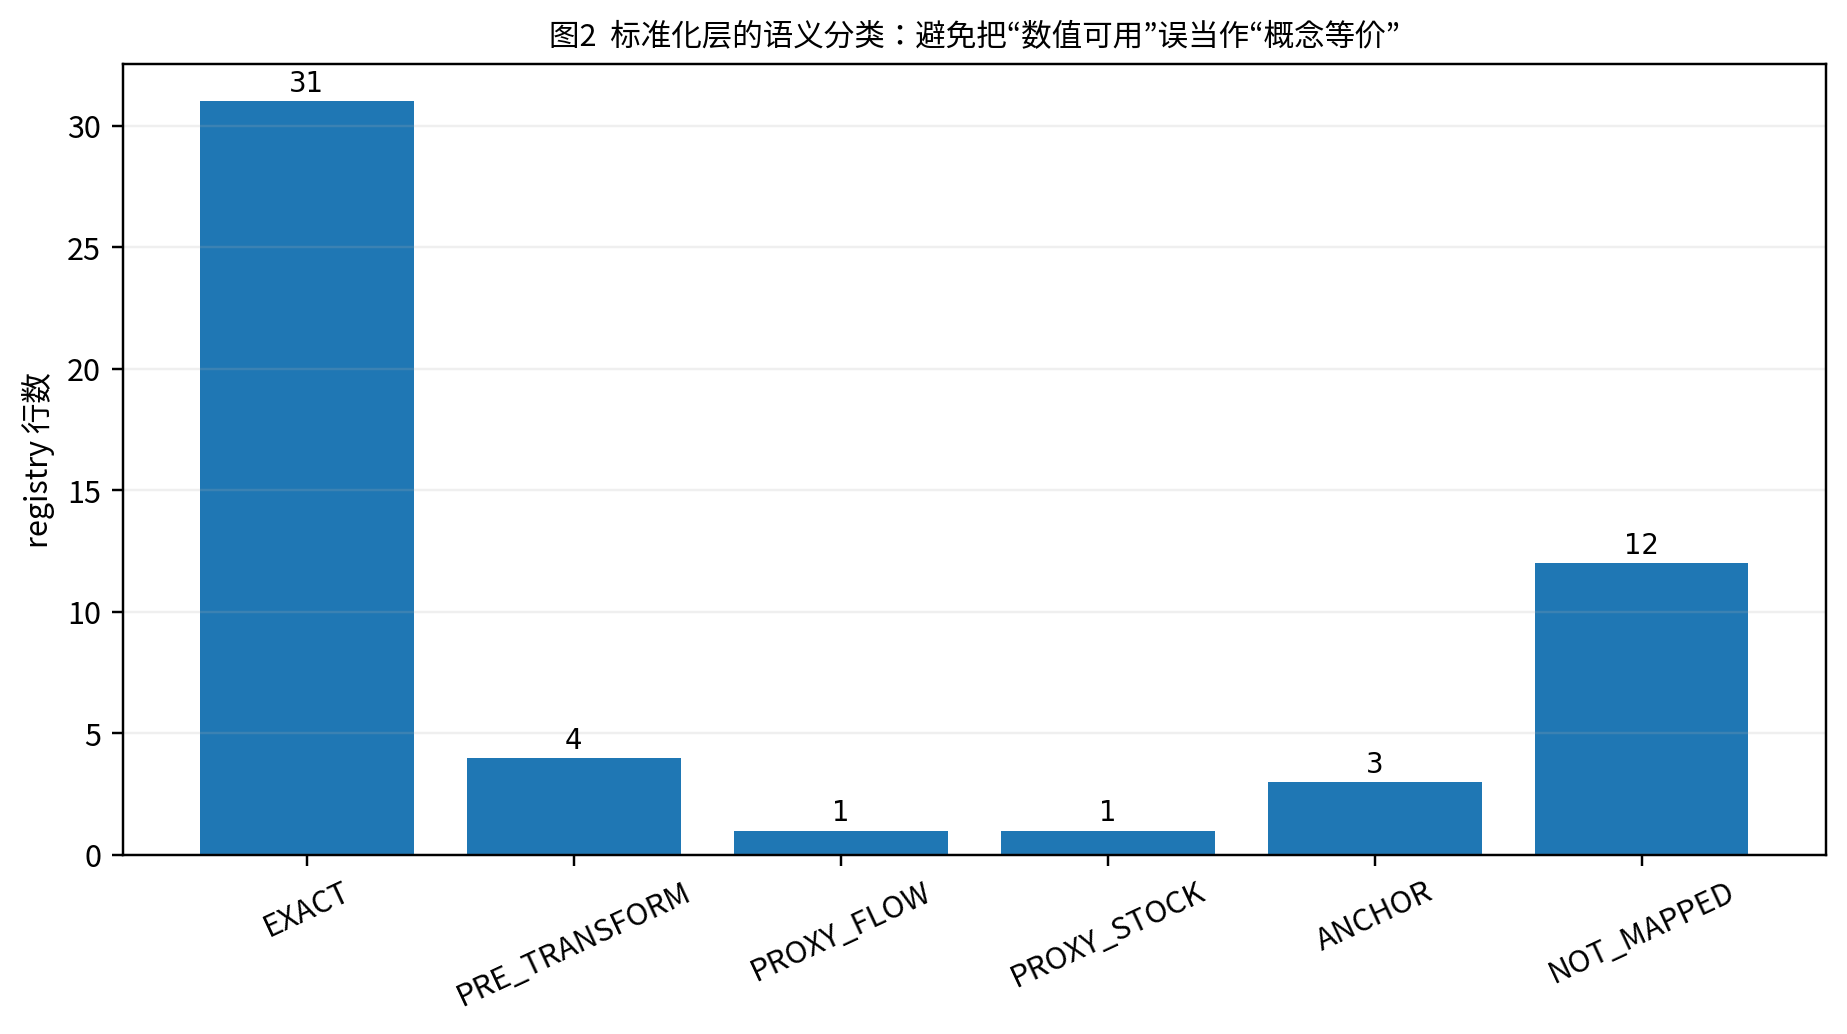 图2 标准化层的语义分类：避免把“数值可用”误当作“概念等价”
registry 行数
30
25
20
15
10
5
0
31
4
1
1
3
12
EXACT
PRE_TRANSFORM
PROXY_FLOW
PROXY_STOCK
ANCHOR
NOT_MAPPED